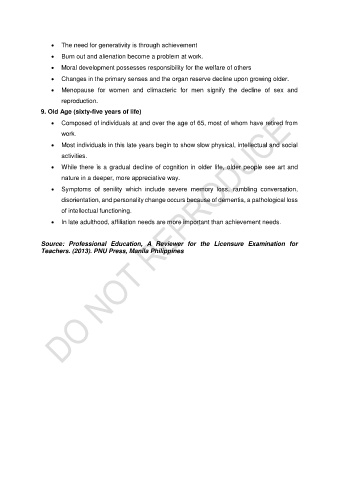 • The need for generativity is through achievement
• Burn out and alienation become a problem at work.
• Moral development possesses responsibility for the welfare of others
• Changes in the primary senses and the organ reserve decline upon growing older.
• Menopause for women and climacteric for men signify the decline of sex and
reproduction.
9. Old Age (sixty-five years of life)
• Composed of individuals at and over the age of 65, most of whom have retired from
work.
• Most individuals in this late years begin to show slow physical, intellectual and social
activities.
• While there is a gradual decline of cognition in older life, older people see art and
nature in a deeper, more appreciative way.
• Symptoms of senility which include severe memory loss, rambling conversation,
disorientation, and personality change occurs because of dementia, a pathological loss
of intellectual functioning.
• In late adulthood, affiliation needs are more important than achievement needs.
Source: Professional Education, A Reviewer for the Licensure Examination for
Teachers. (2013). PNU Press, Manila Philippines
DO NOT REPRODUCE